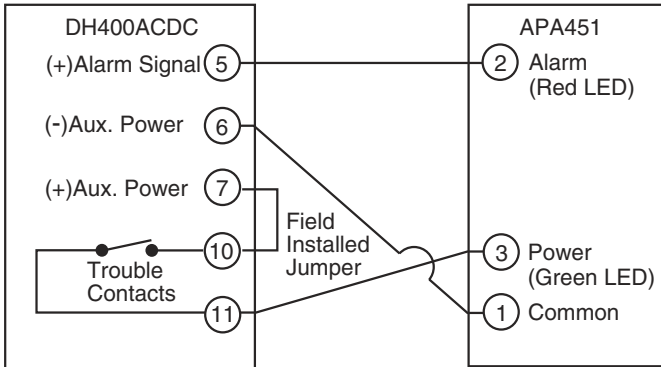 DH400ACDC
(+)Alarm Signal 5
(-)Aux. Power 6
(+)Aux. Power 7
10
Trouble
Contacts
11
Field
Installed
Jumper
APA451
2 Alarm
(Red LED)
3 Power
(Green LED)
1 Common